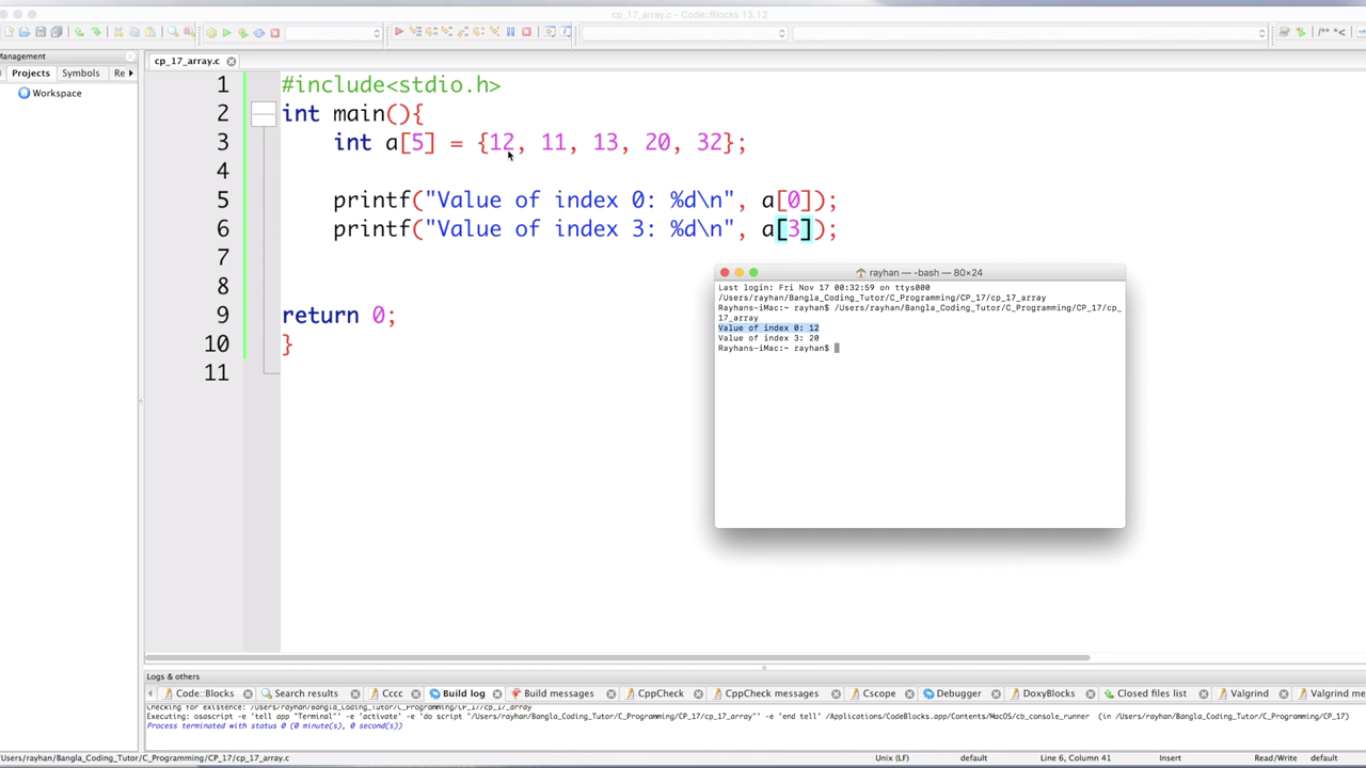 cp_17_array.c - Code::Blocks 13.12
Management
Projects Symbols Re
Workspace
cp_17_array.c
1 #include<stdio.h>
2 int main(){
3 int a[5] = {12, 11, 13, 20, 32};
4
5 printf("Value of index 0: %d\n", a[0]);
6 printf("Value of index 3: %d\n", a[3]);
7
8
9 return 0;
10 }
11
rayhan — -bash — 80×24
Last login: Fri Nov 17 00:32:59 on ttys000
/Users/rayhan/Bangla_Coding_Tutor/C_Programming/CP_17/cp_17_array
Rayhans-iMac:~ rayhan$ /Users/rayhan/Bangla_Coding_Tutor/C_Programming/CP_17/cp_
17_array
Value of index 0: 12
Value of index 3: 20
Rayhans-iMac:~ rayhan$
Logs & others
Code::Blocks Search results Cccc Build log Build messages CppCheck CppCheck messages Cscope Debugger DoxyBlocks Closed files list Valgrind Valgrind me
Checking for existence: /Users/rayhan/Bangla_Coding_Tutor/C_Programming/CP_17/cp_17_array
Executing: osascript -e 'tell app "Terminal"' -e 'activate' -e 'do script "/Users/rayhan/Bangla_Coding_Tutor/C_Programming/CP_17/cp_17_array"' -e 'end tell' /Applications/CodeBlocks.app/Contents/MacOS/cb_console_runner (in /Users/rayhan/Bangla_Coding_Tutor/C_Programming/CP_17)
Process terminated with status 0 (0 minute(s), 0 second(s))
/Users/rayhan/Bangla_Coding_Tutor/C_Programming/CP_17/cp_17_array.c Unix (LF) default Line 6, Column 41 Insert Read/Write default